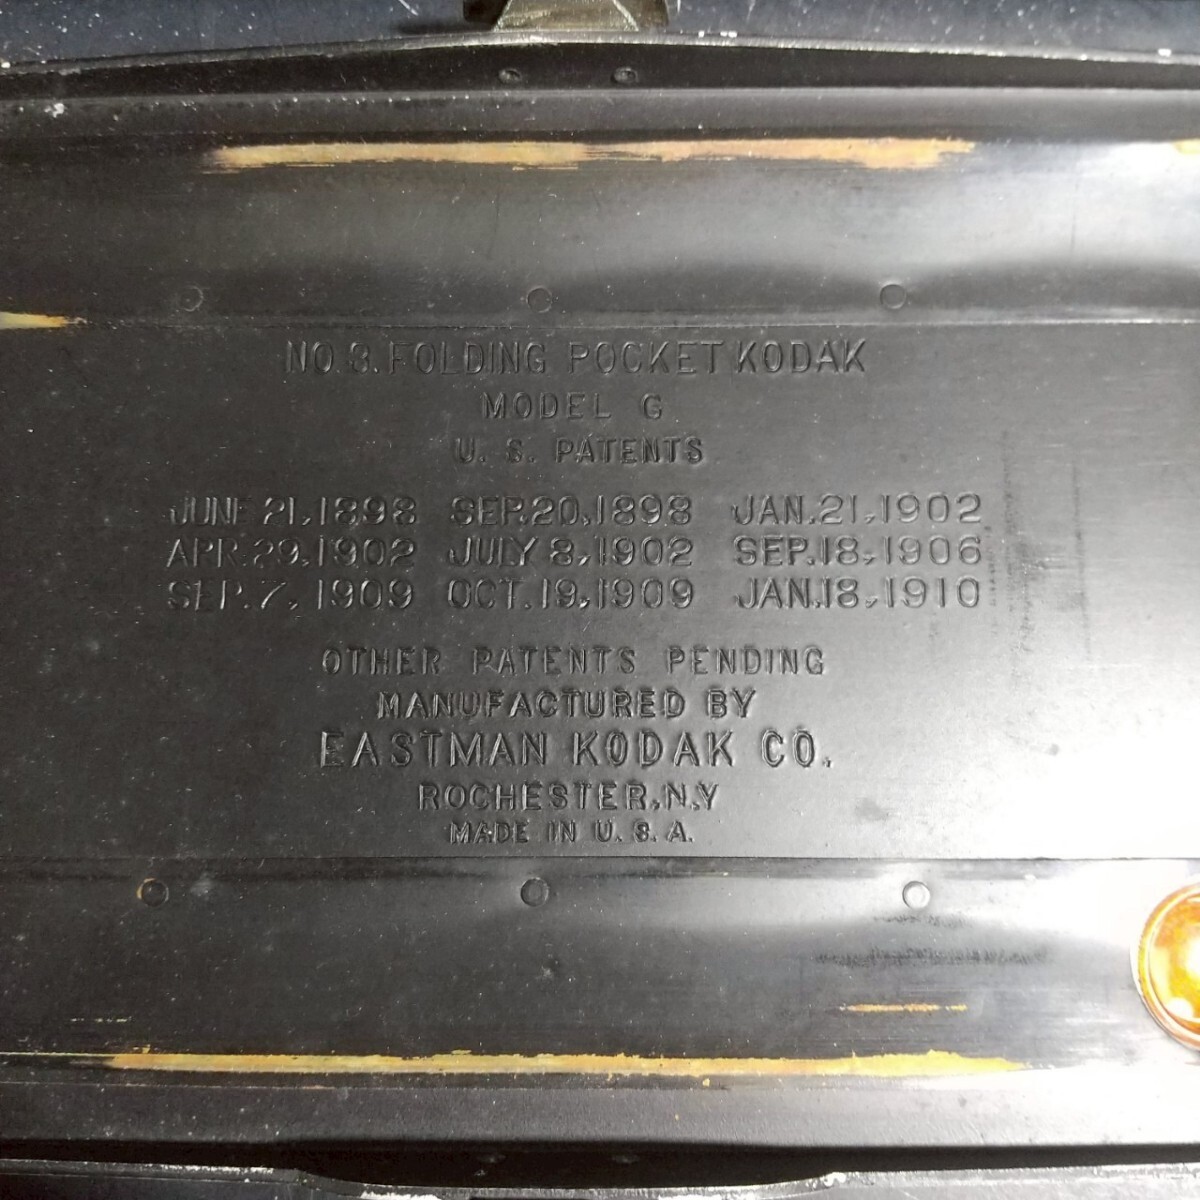 NO. 3. FOLDING POCKET KODAK
MODEL G
U. S. PATENTS
JUNE 21, 1898 SEP. 20, 1898 JAN. 21, 1902
APR. 29, 1902 JULY 8, 1902 SEP. 18, 1906
SEP. 7, 1909 OCT. 19, 1909 JAN. 18, 1910
OTHER PATENTS PENDING
MANUFACTURED BY
EASTMAN KODAK CO.
ROCHESTER, N.Y
MADE IN U. S. A.